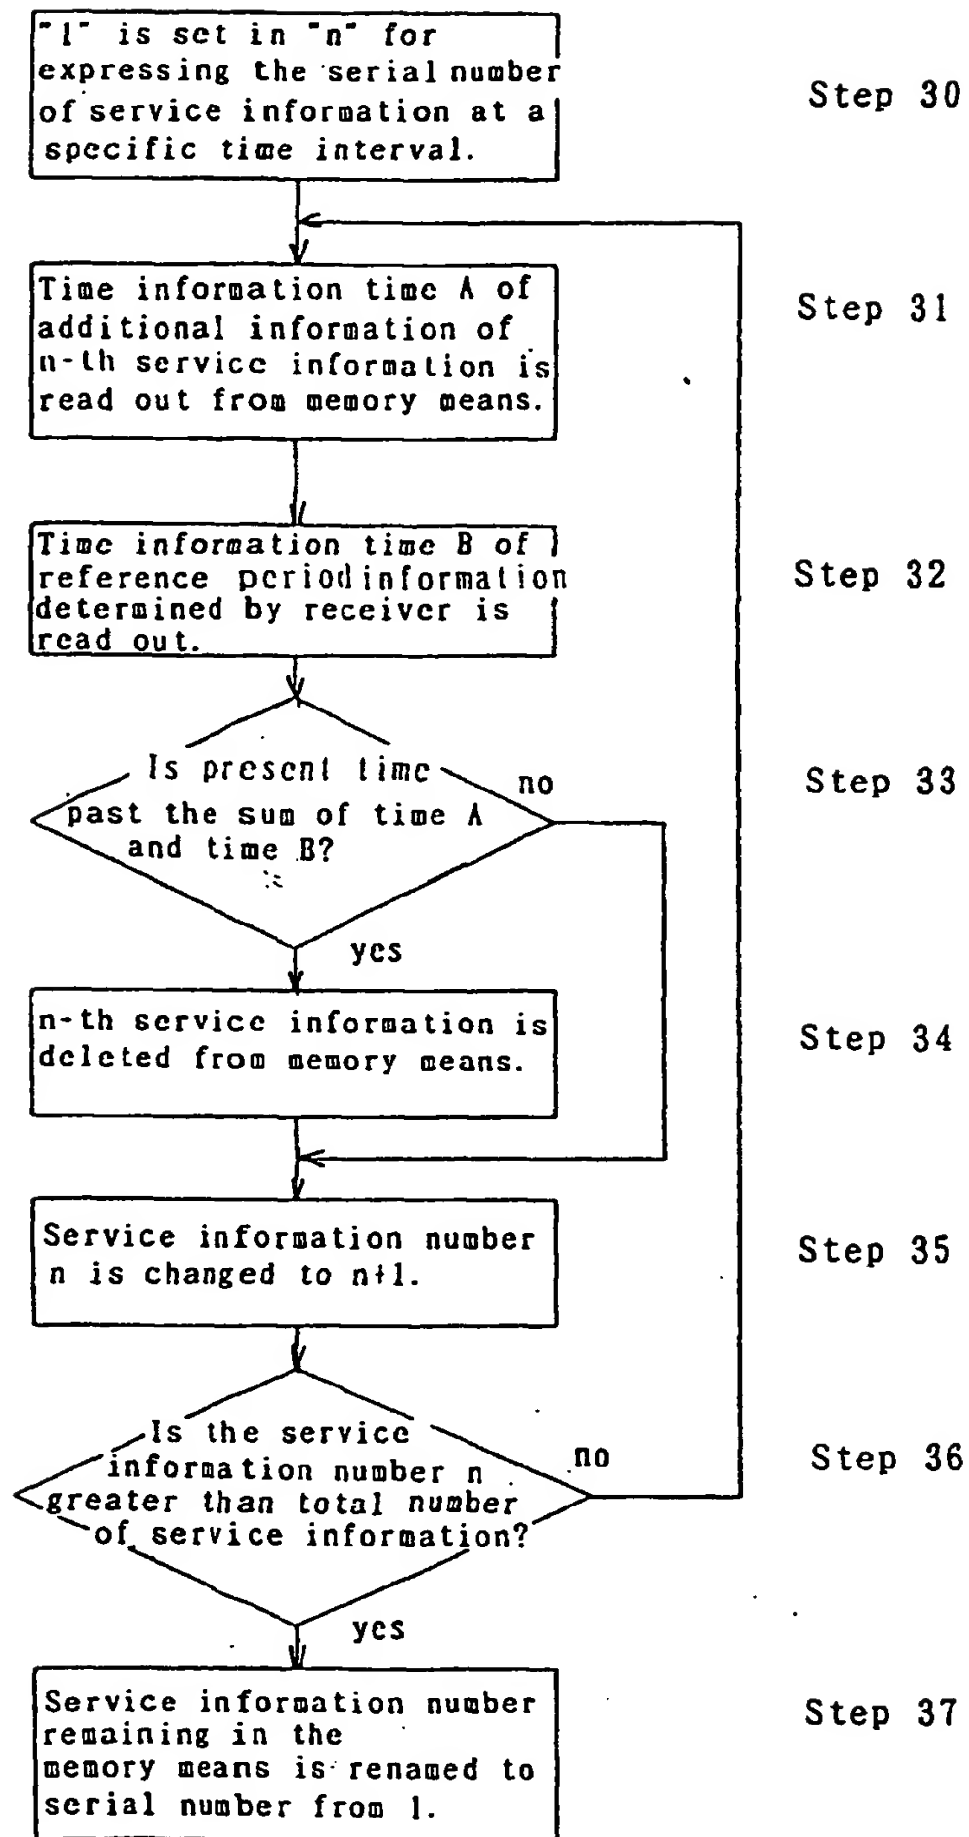 "1" is set in "n" for
expressing the serial number
of service information at a
specific time interval.
Step 30
Time information time A of
additional information of
n-th service information is
read out from memory means.
Step 31
Time information time B of
reference period information
determined by receiver is
read out.
Step 32
Is present time
past the sum of time A
and time B?
no
yes
Step 33
n-th service information is
deleted from memory means.
Step 34
Service information number
n is changed to n+1.
Step 35
Is the service
information number n
greater than total number
of service information?
no
yes
Step 36
Service information number
remaining in the
memory means is renamed to
serial number from 1.
Step 37